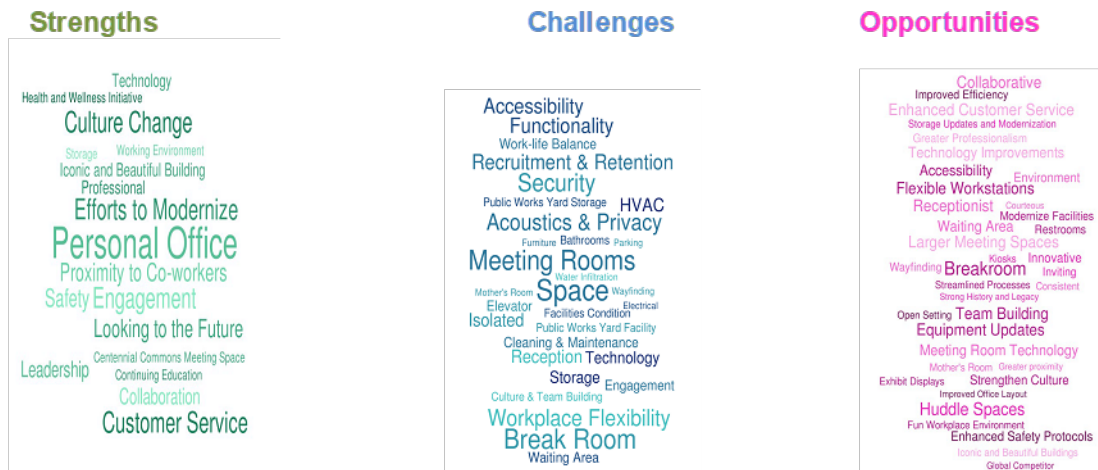 Strengths
Technology
Health and Wellness Initiative
Culture Change
Storage
Working Environment
Iconic and Beautiful Building
Professional
Efforts to Modernize
Personal Office
Proximity to Co-workers
Safety
Engagement
Looking to the Future
Centennial Commons Meeting Space
Leadership
Continuing Education
Collaboration
Customer Service
Challenges
Accessibility
Functionality
Work-life Balance
Recruitment & Retention
Security
Public Works Yard Storage
HVAC
Acoustics & Privacy
Furniture
Bathrooms
Parking
Meeting Rooms
Water Infiltration
Mother's Room
Space
Wayfinding
Elevator
Electrical
Facilities Condition
Isolated
Public Works Yard Facility
Cleaning & Maintenance
Reception
Technology
Storage
Engagement
Culture & Team Building
Workplace Flexibility
Break Room
Waiting Area
Opportunities
Collaborative
Improved Efficiency
Enhanced Customer Service
Storage Updates and Modernization
Greater Professionalism
Technology Improvements
Accessibility
Environment
Flexible Workstations
Receptionist
Courteous
Modernize Facilities
Waiting Area
Restrooms
Larger Meeting Spaces
Kiosks
Innovative
Wayfinding
Breakroom
Inviting
Streamlined Processes
Consistent
Strong History and Legacy
Open Setting
Team Building
Equipment Updates
Meeting Room Technology
Mother's Room
Greater proximity
Exhibit Displays
Strengthen Culture
Improved Office Layout
Huddle Spaces
Fun Workplace Environment
Enhanced Safety Protocols
Iconic and Beautiful Buildings
Global Competitor